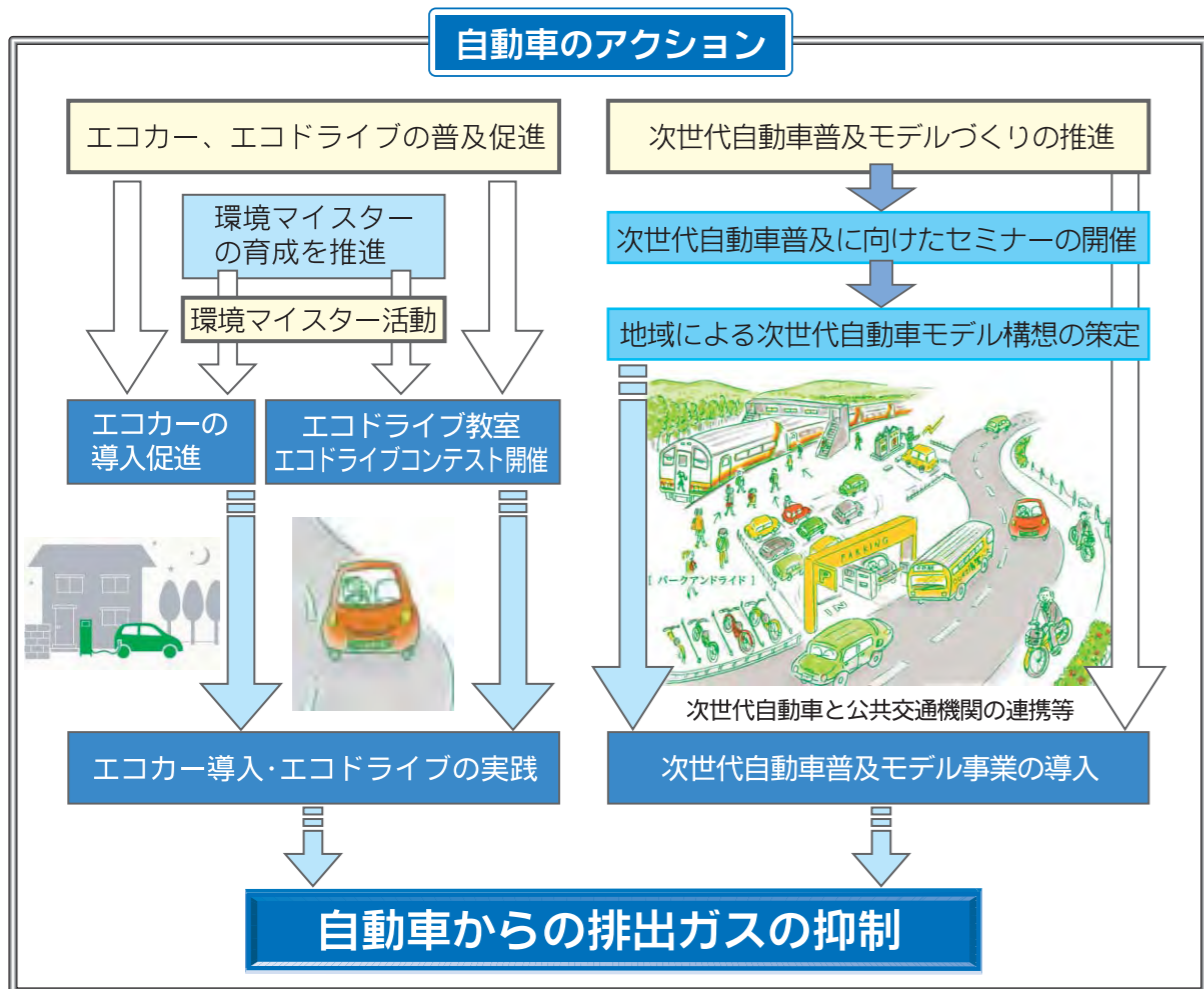 自動車のアクション
エコカー、エコドライブの普及促進
環境マイスター
の育成を推進
環境マイスター活動
エコカーの
導入促進
エコドライブ教室
エコドライブコンテスト開催
エコカー導入・エコドライブの実践
次世代自動車普及モデルづくりの推進
次世代自動車普及に向けたセミナーの開催
地域による次世代自動車モデル構想の策定
PARKING
P
[ パークアンドライド ]
IN
次世代自動車と公共交通機関の連携等
次世代自動車普及モデル事業の導入
自動車からの排出ガスの抑制